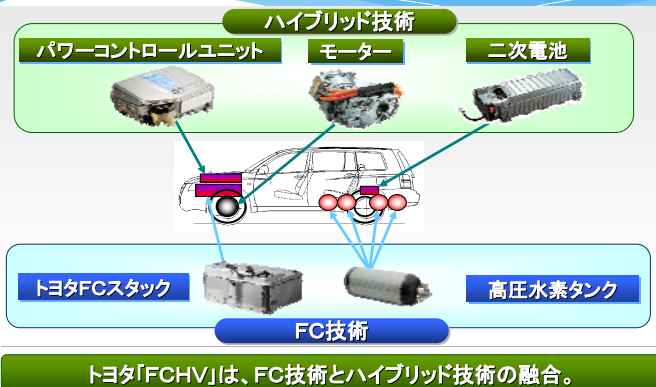 ハイブリッド技術
パワーコントロールユニット
モーター
二次電池
トヨタFCスタック
高圧水素タンク
FC技術
トヨタ「FCHV」は、FC技術とハイブリッド技術の融合。